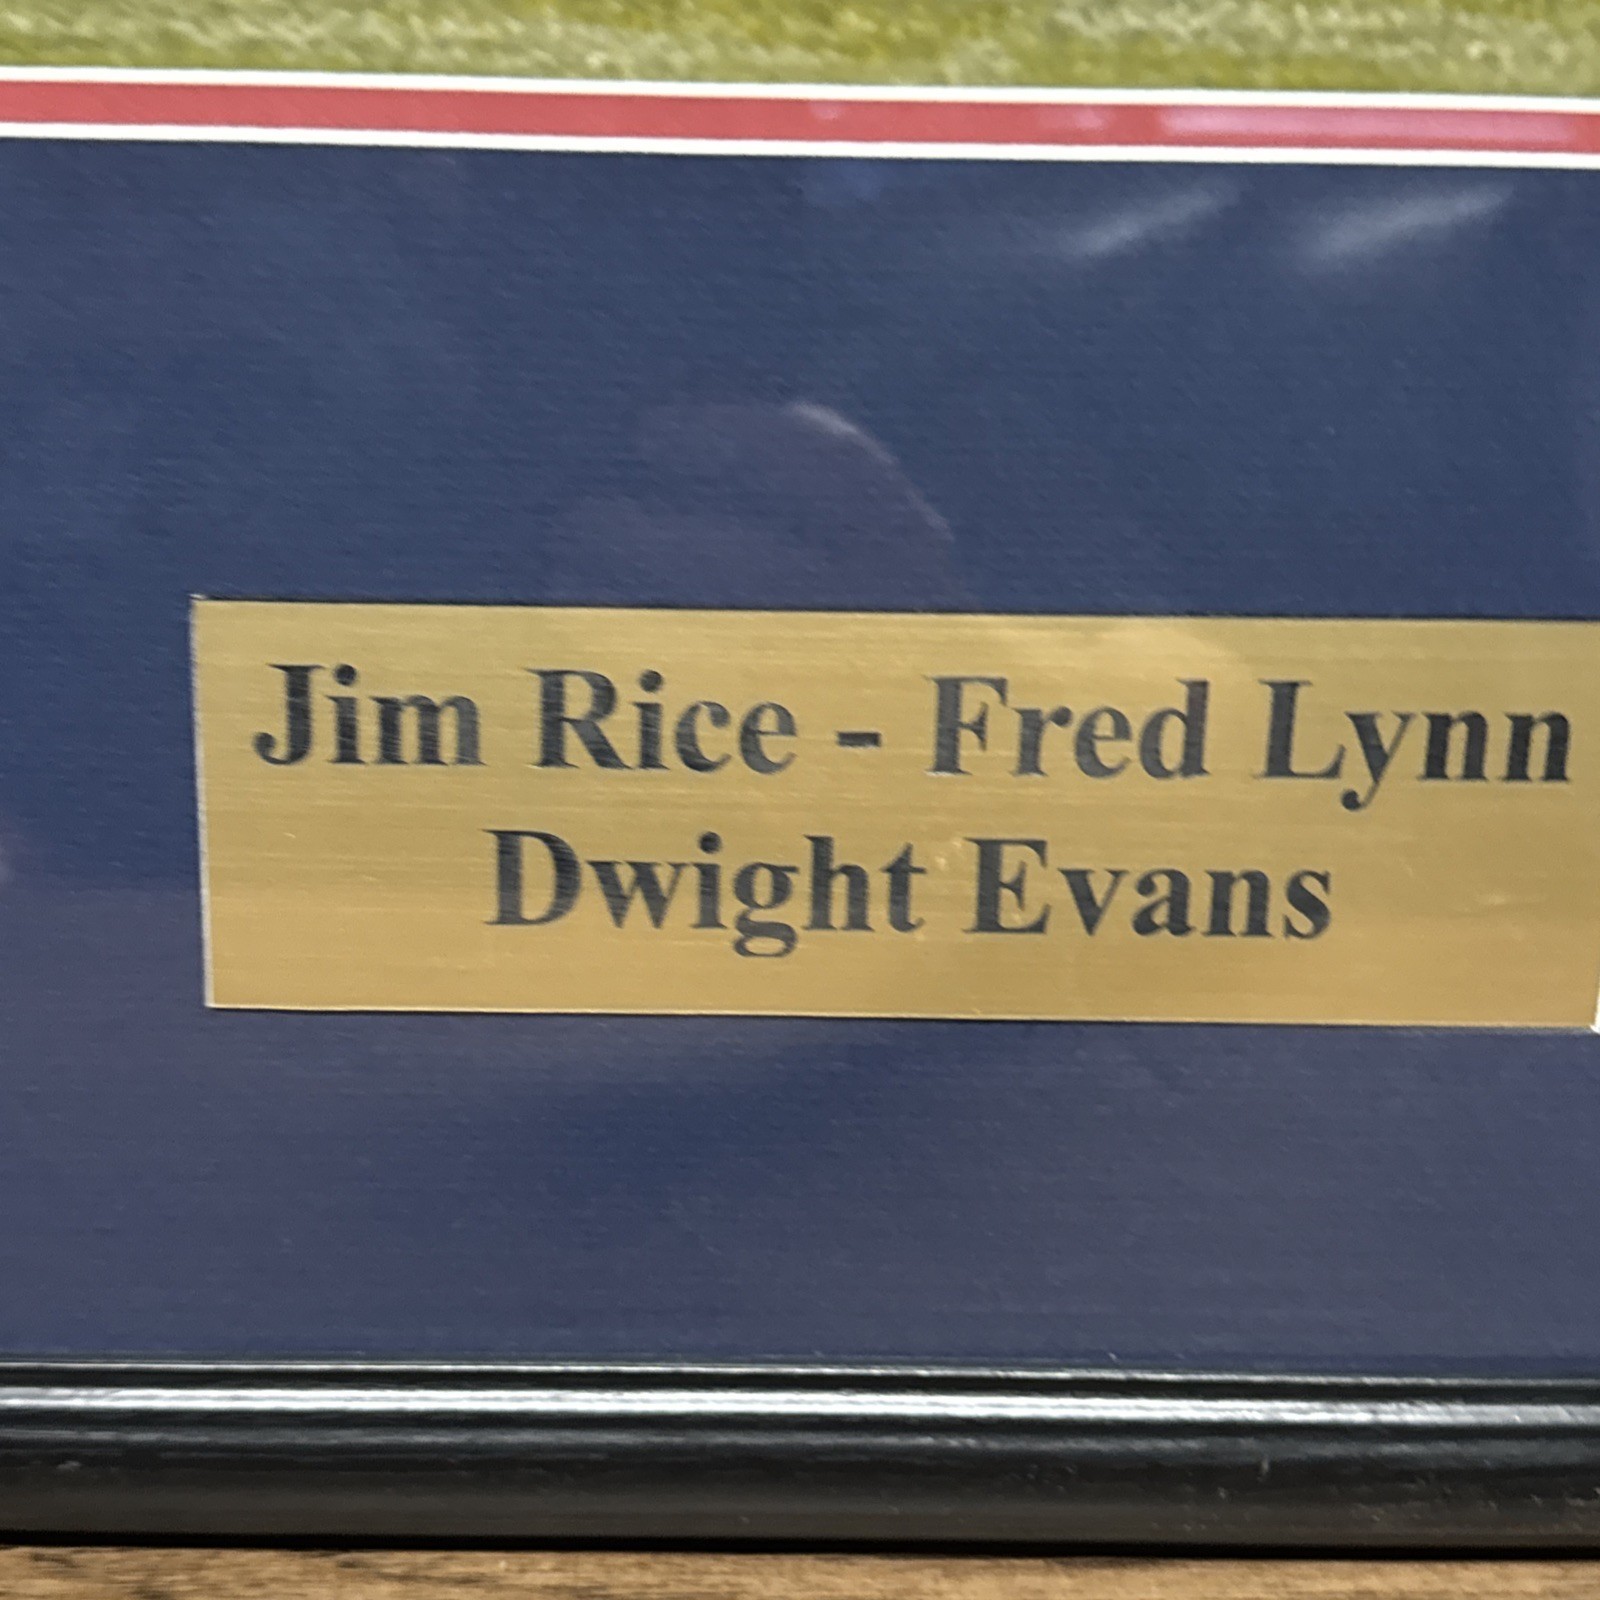 Jim Rice - Fred Lynn
Dwight Evans